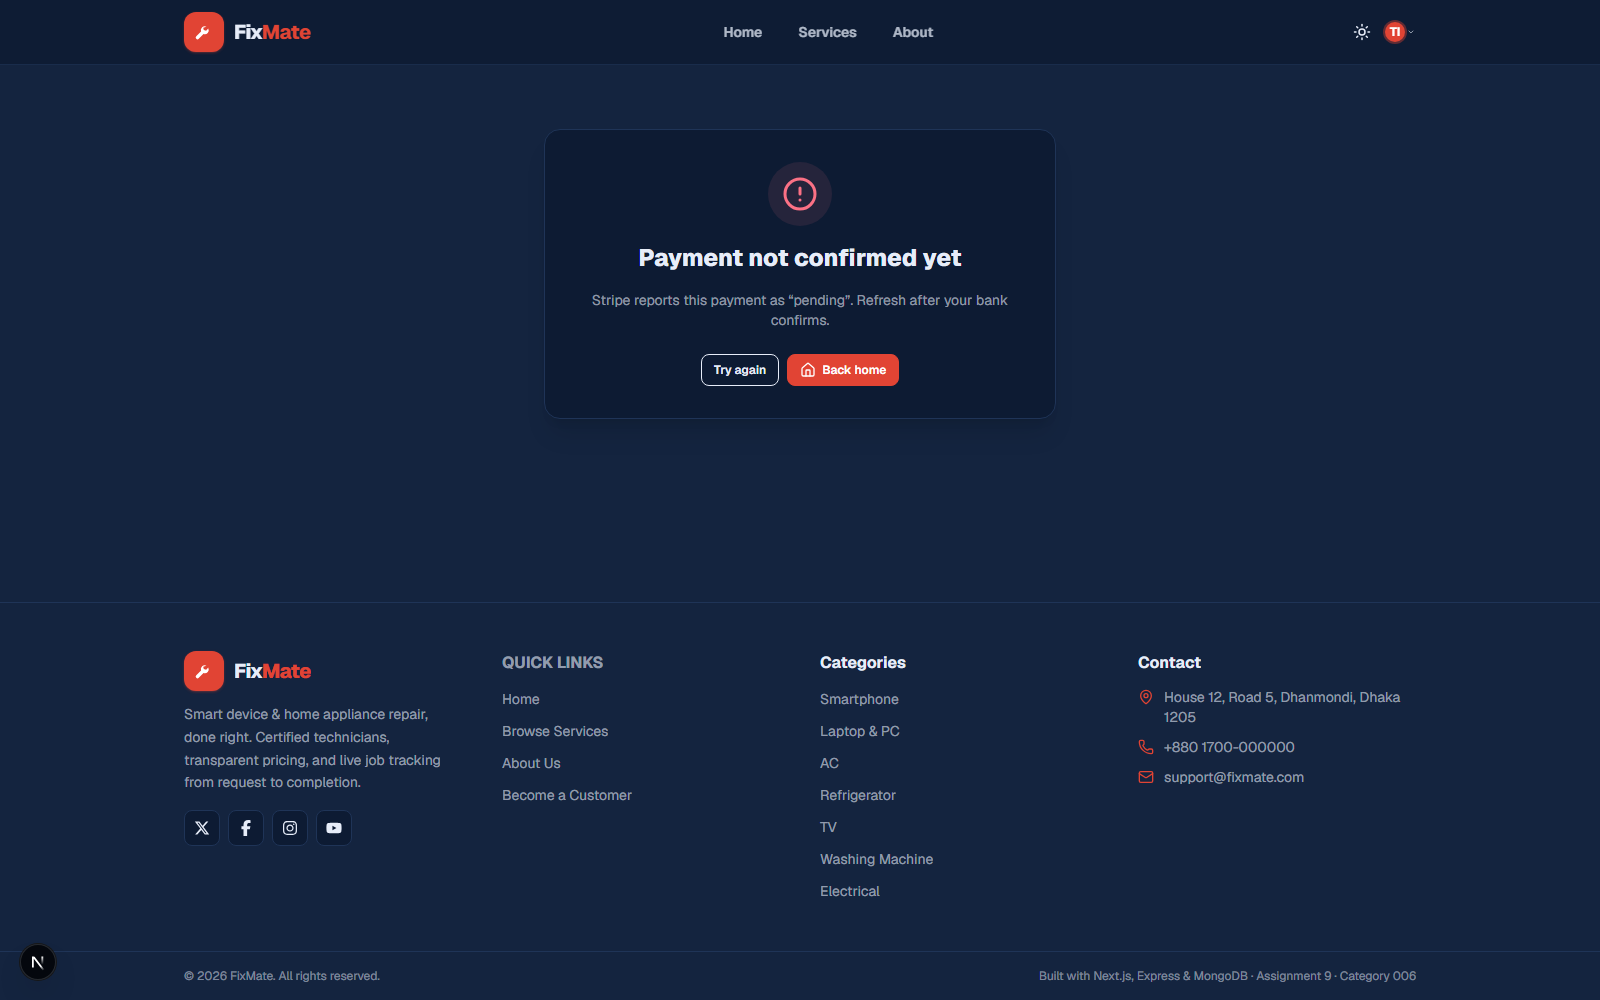 FixMate
Home Services About
TI
Payment not confirmed yet
Stripe reports this payment as “pending”. Refresh after your bank
confirms.
Try again Back home
FixMate
Smart device & home appliance repair,
done right. Certified technicians,
transparent pricing, and live job tracking
from request to completion.
QUICK LINKS
Home
Browse Services
About Us
Become a Customer
Categories
Smartphone
Laptop & PC
AC
Refrigerator
TV
Washing Machine
Electrical
Contact
House 12, Road 5, Dhanmondi, Dhaka
1205
+880 1700-000000
support@fixmate.com
N
© 2026 FixMate. All rights reserved.
Built with Next.js, Express & MongoDB · Assignment 9 · Category 006